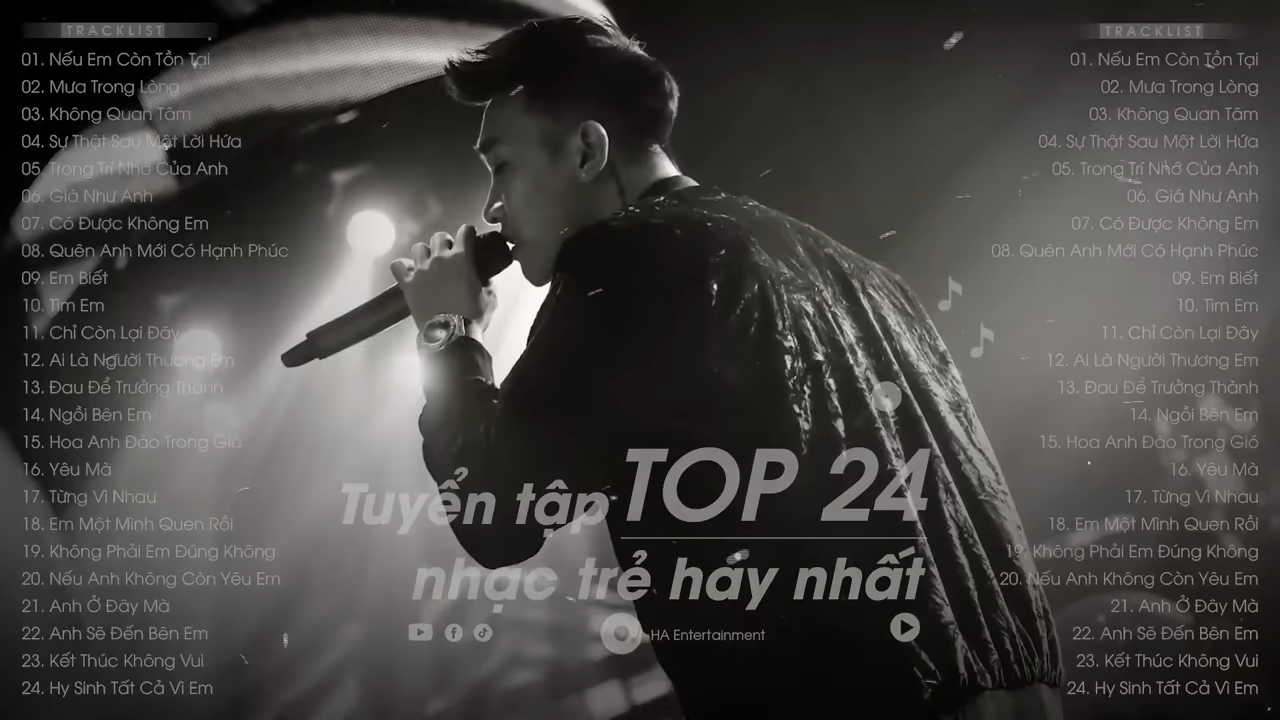 TRACKLIST
01. Nếu Em Còn Tồn Tại
02. Mưa Trong Lòng
03. Không Quan Tâm
04. Sự Thật Sau Một Lời Hứa
05. Trong Trí Nhớ Của Anh
06. Giá Như Anh
07. Có Được Không Em
08. Quên Anh Mới Có Hạnh Phúc
09. Em Biết
10. Tìm Em
11. Chỉ Còn Lại Đây
12. Ai Là Người Thương Em
13. Đau Để Trưởng Thành
14. Ngồi Bên Em
15. Hoa Anh Đào Trong Gió
16. Yêu Mà
17. Từng Vì Nhau
18. Em Một Mình Quen Rồi
19. Không Phải Em Đúng Không
20. Nếu Anh Không Còn Yêu Em
21. Anh Ở Đây Mà
22. Anh Sẽ Đến Bên Em
23. Kết Thúc Không Vui
24. Hy Sinh Tất Cả Vì Em
Tuyển tập TOP 24
nhạc trẻ hay nhất
HA Entertainment
TRACKLIST
01. Nếu Em Còn Tồn Tại
02. Mưa Trong Lòng
03. Không Quan Tâm
04. Sự Thật Sau Một Lời Hứa
05. Trong Trí Nhớ Của Anh
06. Giá Như Anh
07. Có Được Không Em
08. Quên Anh Mới Có Hạnh Phúc
09. Em Biết
10. Tìm Em
11. Chỉ Còn Lại Đây
12. Ai Là Người Thương Em
13. Đau Để Trưởng Thành
14. Ngồi Bên Em
15. Hoa Anh Đào Trong Gió
16. Yêu Mà
17. Từng Vì Nhau
18. Em Một Mình Quen Rồi
19. Không Phải Em Đúng Không
20. Nếu Anh Không Còn Yêu Em
21. Anh Ở Đây Mà
22. Anh Sẽ Đến Bên Em
23. Kết Thúc Không Vui
24. Hy Sinh Tất Cả Vì Em